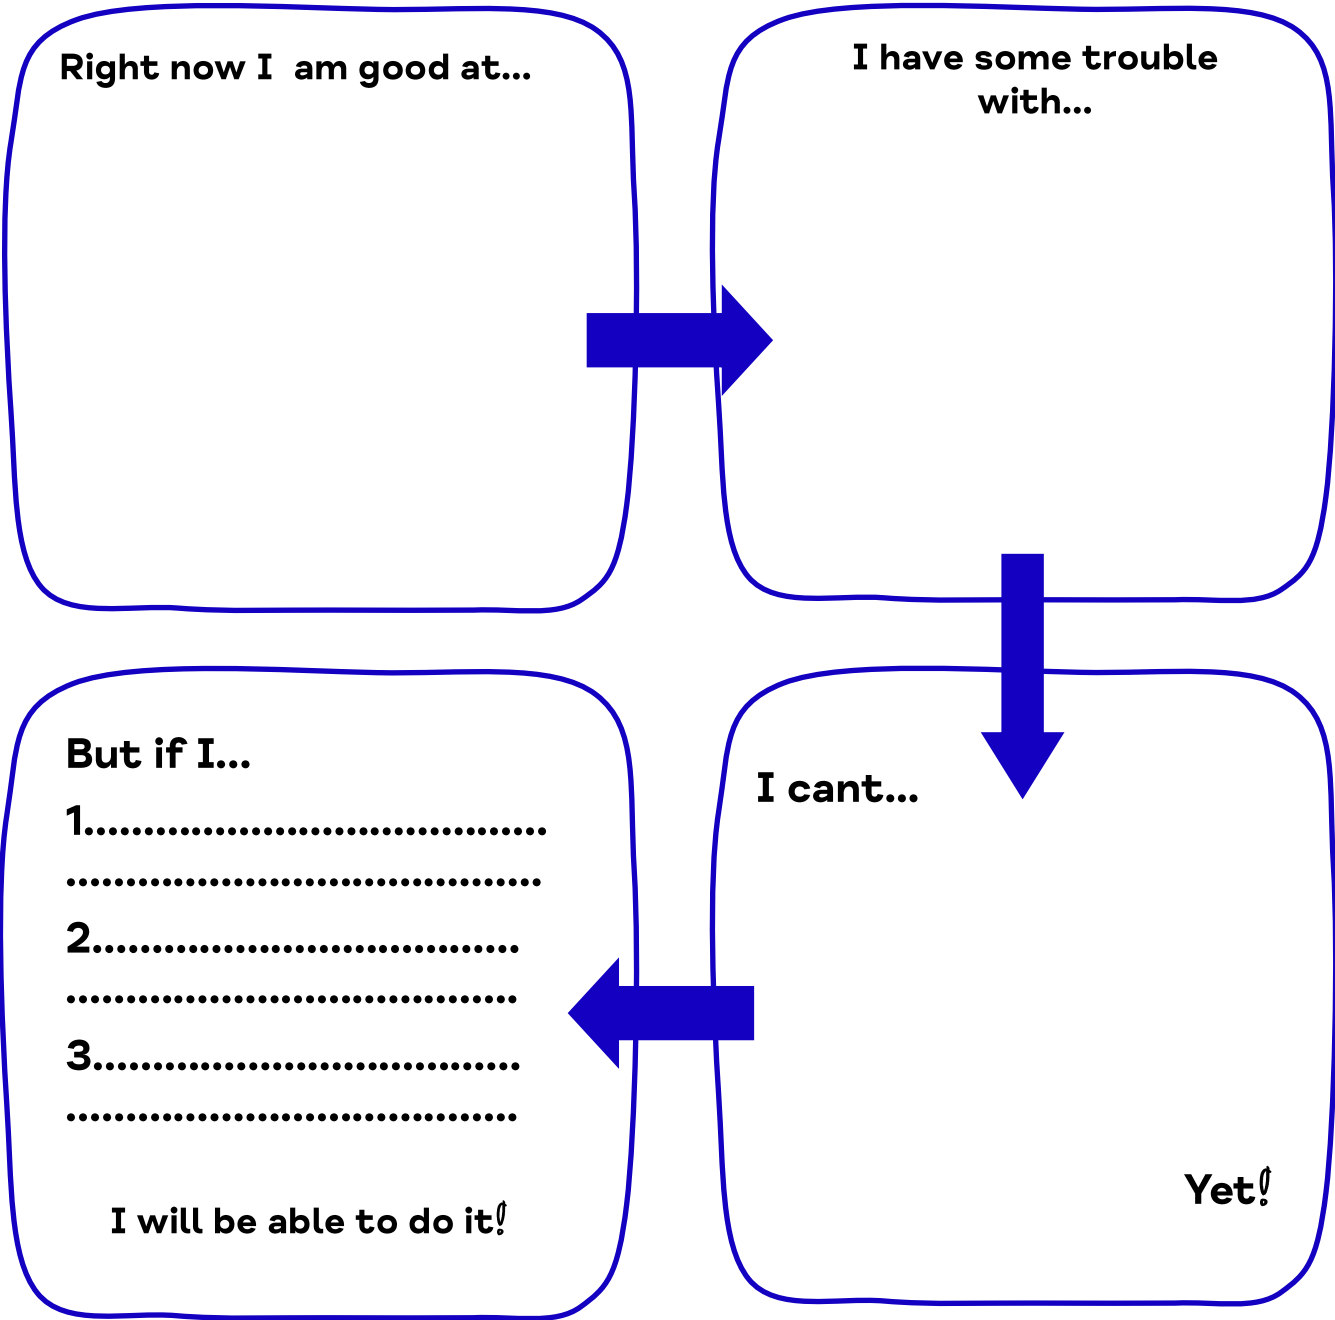 Right now I  am good at...
I have some trouble
with...
But if I...
1.......................................
........................................
2....................................
......................................
3....................................
......................................
I will be able to do it!
I cant...
Yet!